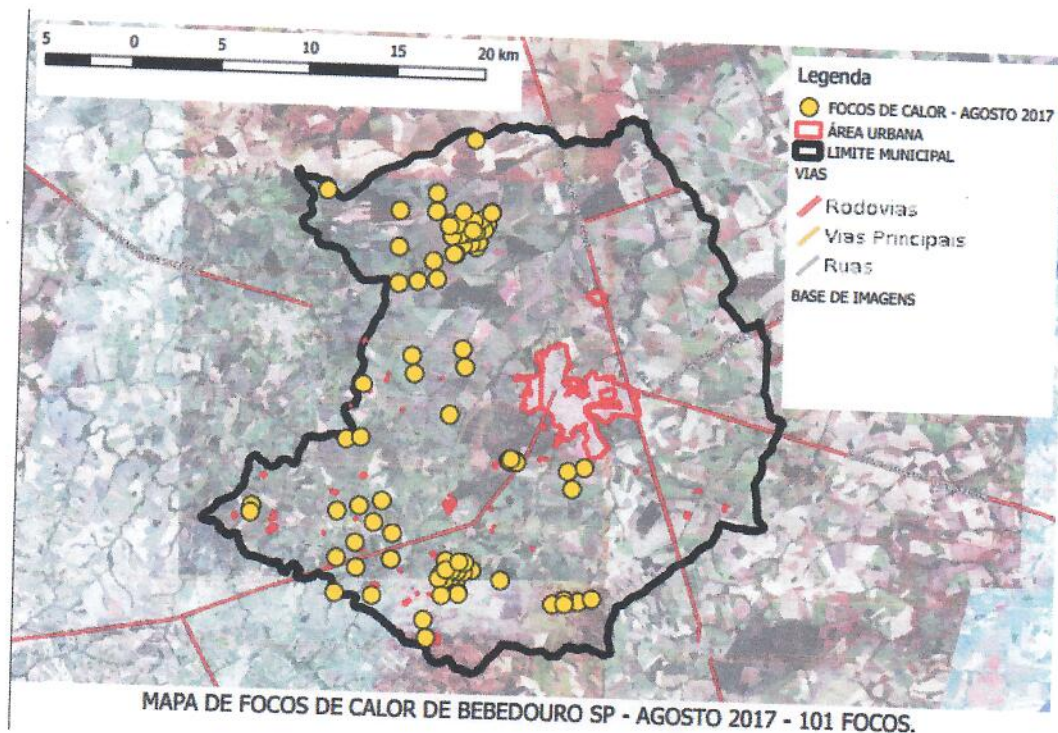 5 0 5 10 15 20 km
Legenda
FOCOS DE CALOR - AGOSTO 2017
ÁREA URBANA
LIMITE MUNICIPAL
VIAS
Rodovias
Vias Principais
Ruas
BASE DE IMAGENS
MAPA DE FOCOS DE CALOR DE BEBEDOURO SP - AGOSTO 2017 - 101 FOCOS.